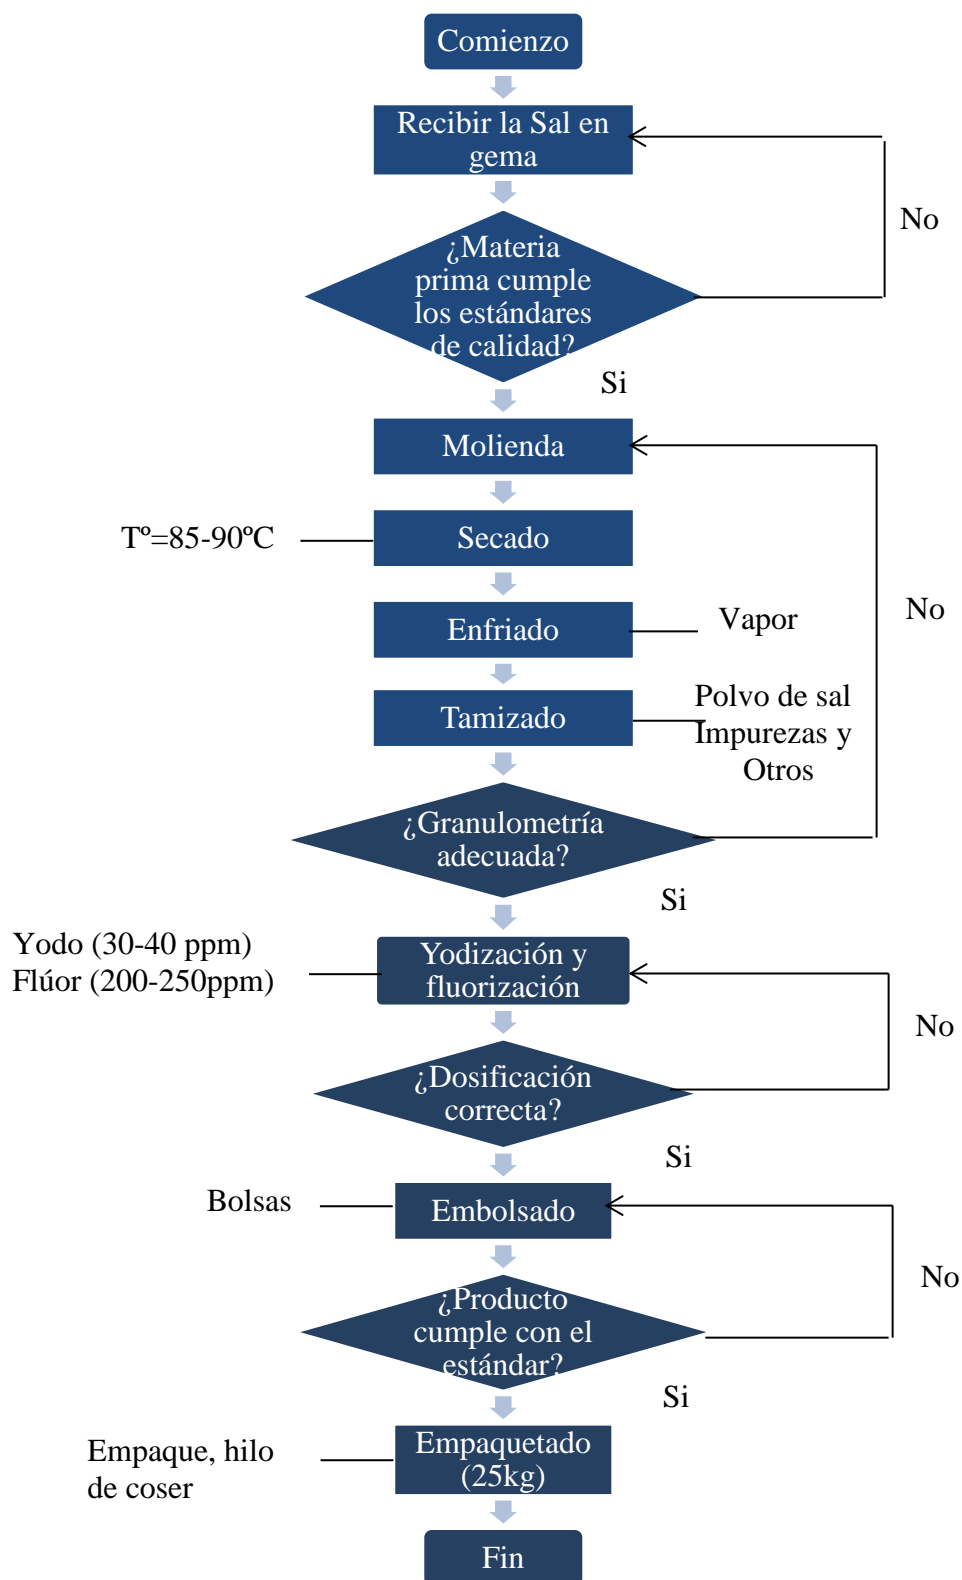 Comienzo
Recibir la Sal en
gema
No
¿Materia
prima cumple
los estándares
de calidad?
Si
Molienda
Tº=85-90ºC
Secado
No
Enfriado
Vapor
Tamizado
Polvo de sal
Impurezas y
Otros
¿Granulometría
adecuada?
Si
Yodo (30-40 ppm)
Flúor (200-250ppm)
Yodización y
fluorización
No
¿Dosificación
correcta?
Si
Bolsas
Embolsado
No
¿Producto
cumple con el
estándar?
Si
Empaque, hilo
de coser
Empaquetado
(25kg)
Fin